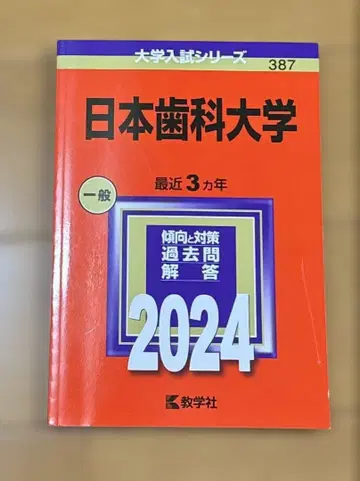 大学入試シリーズ
387
日本歯科大学
最近3カ年
一般
傾向と対策
過去問
解答
2024
教学社